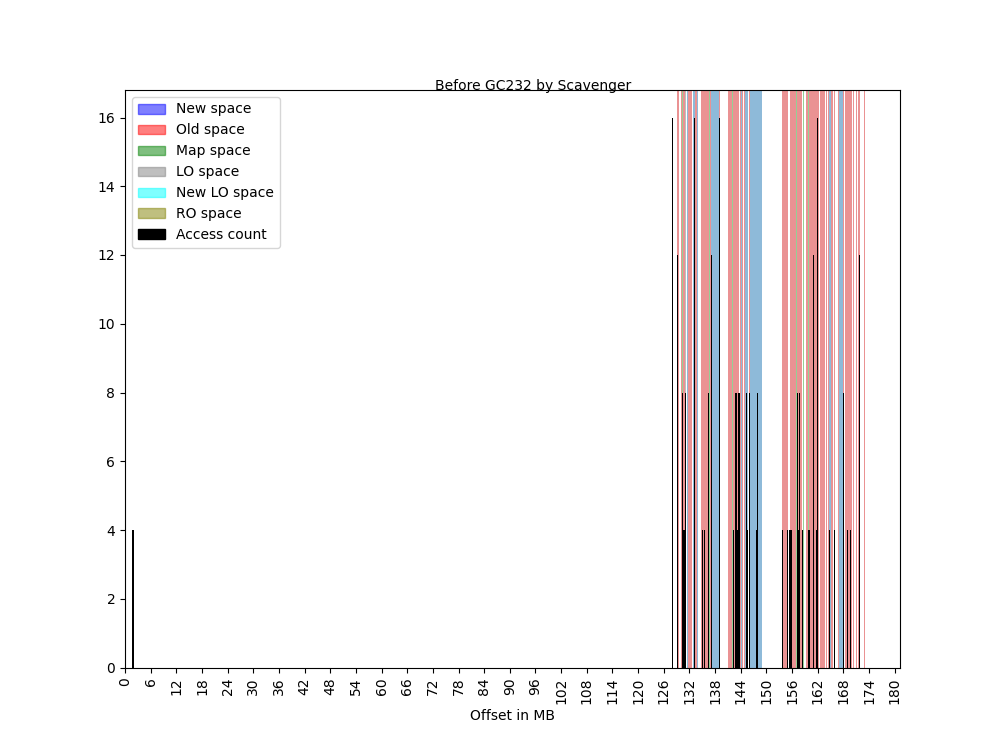 Before GC232 by Scavenger
New space
Old space
Map space
LO space
New LO space
RO space
Access count
16
14
12
10
8
6
4
2
0
0 6 12 18 24 30 36 42 48 54 60 66 72 78 84 90 96 102 108 114 120 126 132 138 144 150 156 162 168 174 180
Offset in MB